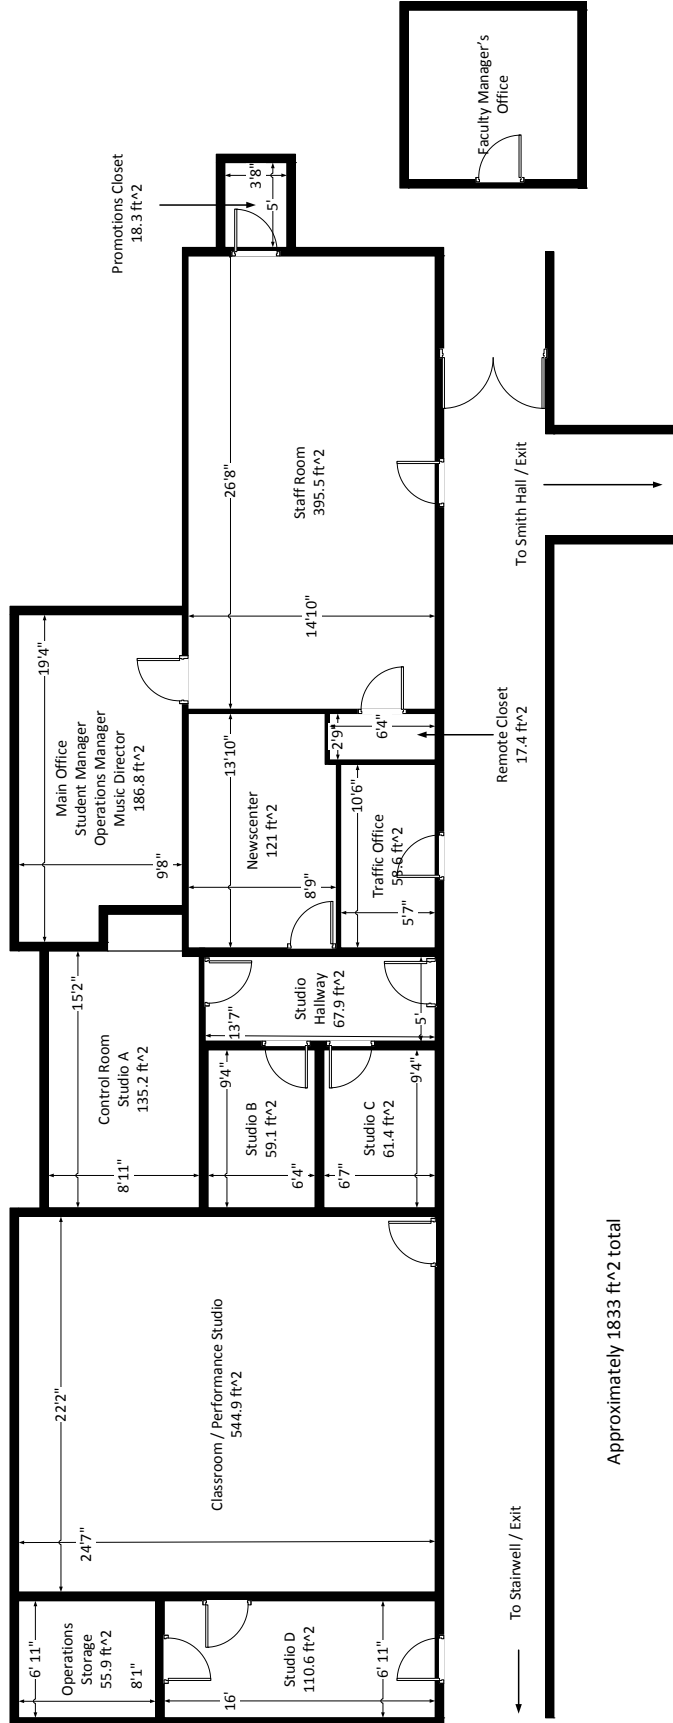 Operations
Storage
55.9 ft^2
6' 11"
8'1"
Studio D
110.6 ft^2
16'
6' 11"
Classroom / Performance Studio
544.9 ft^2
22'2"
24'7"
Control Room
Studio A
135.2 ft^2
15'2"
8'11"
Studio B
59.1 ft^2
9'4"
6'4"
Studio C
61.4 ft^2
6'7"
9'4"
Studio
Hallway
67.9 ft^2
13'7"
5'
Main Office
Student Manager
Operations Manager
Music Director
186.8 ft^2
19'4"
9'8"
Newscenter
121 ft^2
13'10"
8'9"
Traffic Office
58.6 ft^2
10'6"
5'7"
2'9"
6'4"
Remote Closet
17.4 ft^2
Staff Room
395.5 ft^2
26'8"
14'10"
Promotions Closet
18.3 ft^2
3'8"
5'
Faculty Manager's
Office
To Stairwell / Exit
To Smith Hall / Exit
Approximately 1833 ft^2 total